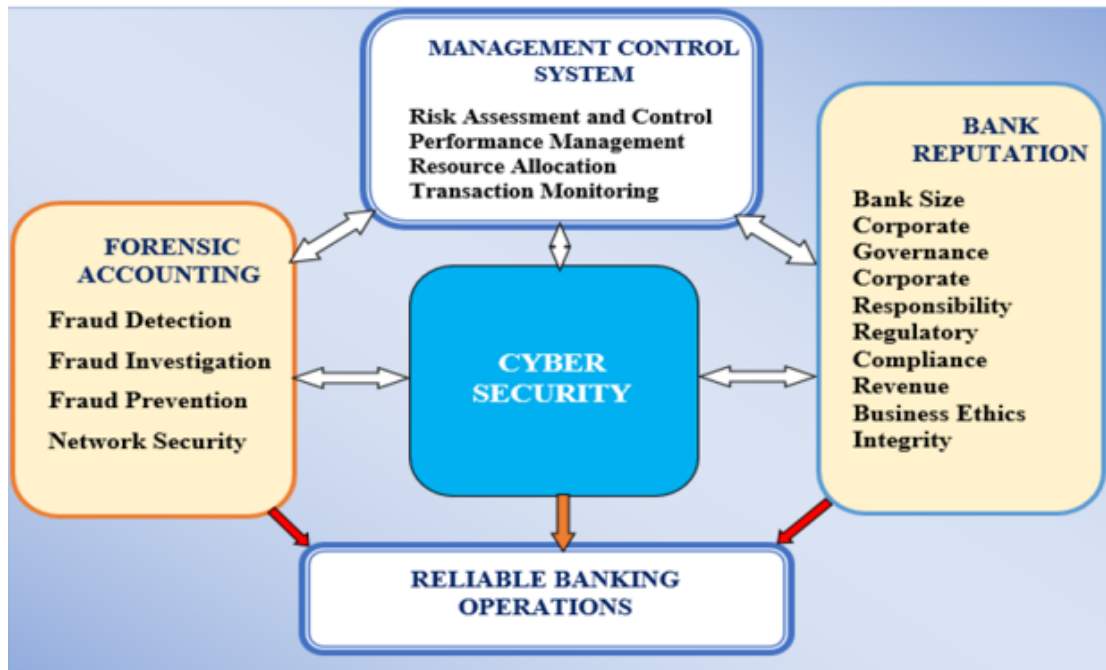 MANAGEMENT CONTROL
SYSTEM
Risk Assessment and Control
Performance Management
Resource Allocation
Transaction Monitoring
FORENSIC
ACCOUNTING
Fraud Detection
Fraud Investigation
Fraud Prevention
Network Security
CYBER
SECURITY
BANK
REPUTATION
Bank Size
Corporate
Governance
Corporate
Responsibility
Regulatory
Compliance
Revenue
Business Ethics
Integrity
RELIABLE BANKING
OPERATIONS